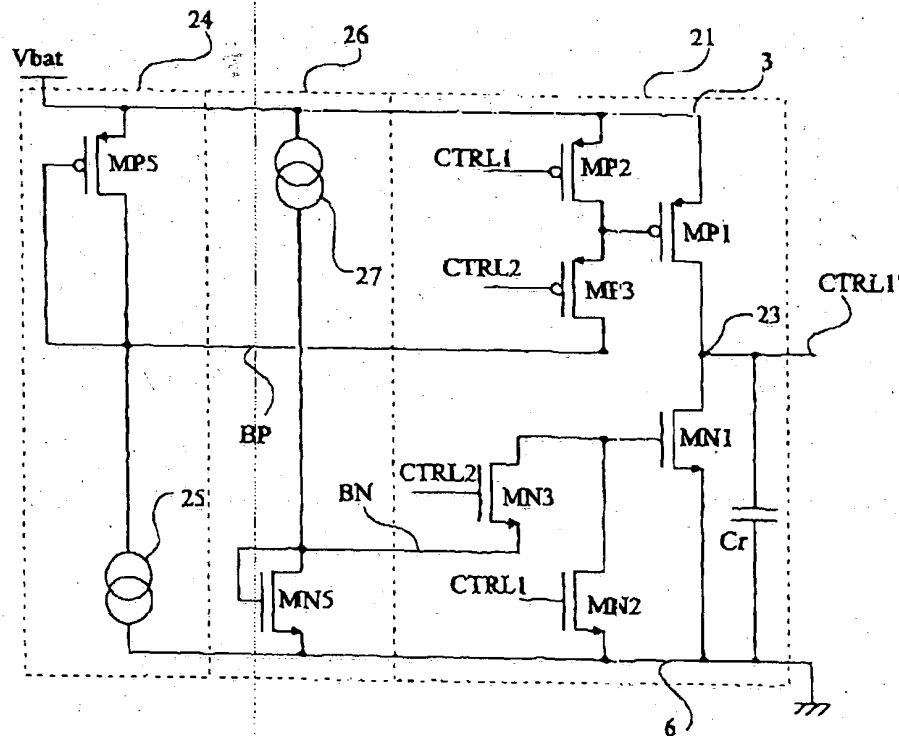 24
26
21
3
Vbat
MP5
CTRL1
MP2
27
MP1
CTRL2
MP3
CTRL1'
23
BP
MN1
CTRL2
BN
MN3
25
Cr
CTRL1
MN5
MN2
6